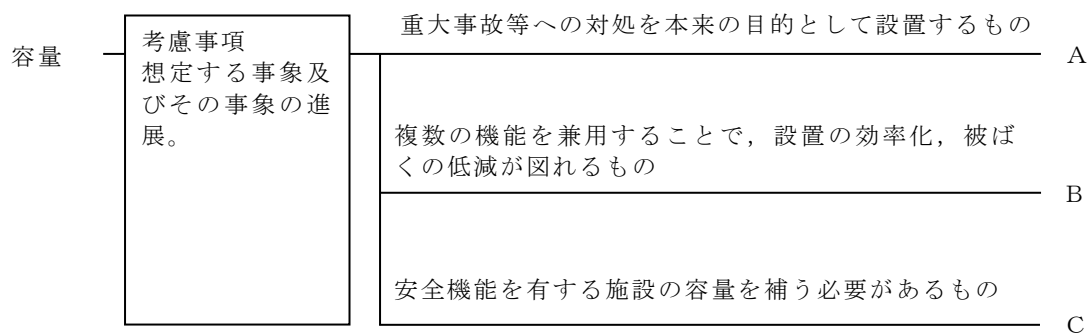 容量
考慮事項
想定する事象及
びその事象の進
展。
重大事故等への対処を本来の目的として設置するもの
A
複数の機能を兼用することで，設置の効率化，被ば
くの低減が図れるもの
B
安全機能を有する施設の容量を補う必要があるもの
C